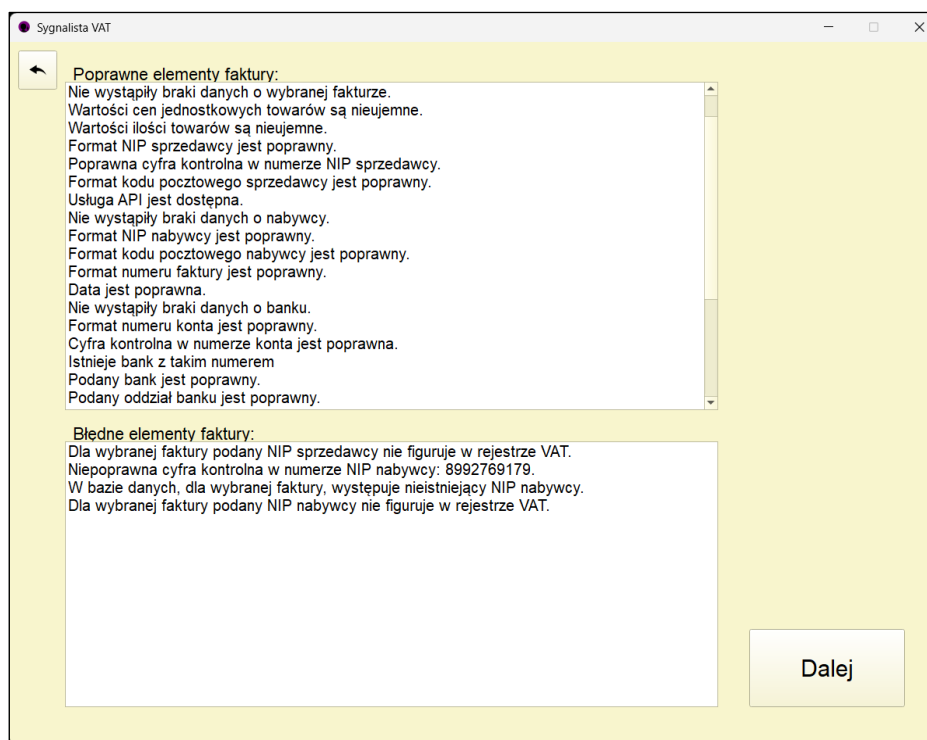 Sygnalista VAT
Poprawne elementy faktury:
Nie wystąpiły braki danych o wybranej fakturze.
Wartości cen jednostkowych towarów są nieujemne.
Wartości ilości towarów są nieujemne.
Format NIP sprzedawcy jest poprawny.
Poprawna cyfra kontrolna w numerze NIP sprzedawcy.
Format kodu pocztowego sprzedawcy jest poprawny.
Usługa API jest dostępna.
Nie wystąpiły braki danych o nabywcy.
Format NIP nabywcy jest poprawny.
Format kodu pocztowego nabywcy jest poprawny.
Format numeru faktury jest poprawny.
Data jest poprawna.
Nie wystąpiły braki danych o banku.
Format numeru konta jest poprawny.
Cyfra kontrolna w numerze konta jest poprawna.
Istnieje bank z takim numerem
Podany bank jest poprawny.
Podany oddział banku jest poprawny.
Błędne elementy faktury:
Dla wybranej faktury podany NIP sprzedawcy nie figuruje w rejestrze VAT.
Niepoprawna cyfra kontrolna w numerze NIP nabywcy: 8992769179.
W bazie danych, dla wybranej faktury, występuje nieistniejący NIP nabywcy.
Dla wybranej faktury podany NIP nabywcy nie figuruje w rejestrze VAT.
Dalej